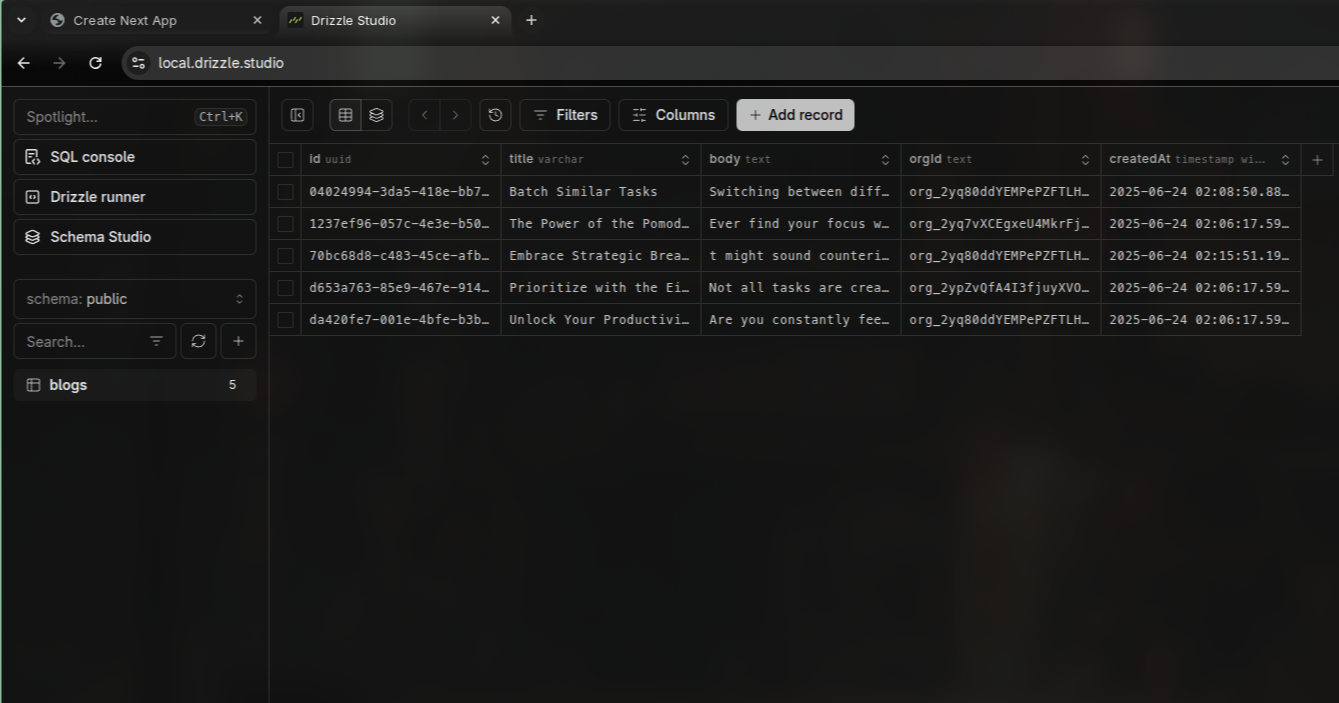 Create Next App
Drizzle Studio
local.drizzle.studio
Spotlight... Ctrl+K
SQL console
Drizzle runner
Schema Studio
schema: public
Search...
blogs 5
Filters Columns + Add record
id uuid title varchar body text orgId text createdAt timestamp wi…
04024994-3da5-418e-bb7… Batch Similar Tasks Switching between diff… org_2yq80ddYEMPePZFTLH… 2025-06-24 02:08:50.88…
1237ef96-057c-4e3e-b50… The Power of the Pomod… Ever find your focus w… org_2yq7vXCEgxeU4MkrFj… 2025-06-24 02:06:17.59…
70bc68d8-c483-45ce-afb… Embrace Strategic Brea… t might sound counteri… org_2yq80ddYEMPePZFTLH… 2025-06-24 02:15:51.19…
d653a763-85e9-467e-914… Prioritize with the Ei… Not all tasks are crea… org_2ypZvQfA4I3fjuyXVO… 2025-06-24 02:06:17.59…
da420fe7-001e-4bfe-b3b… Unlock Your Productivi… Are you constantly fee… org_2yq80ddYEMPePZFTLH… 2025-06-24 02:06:17.59…